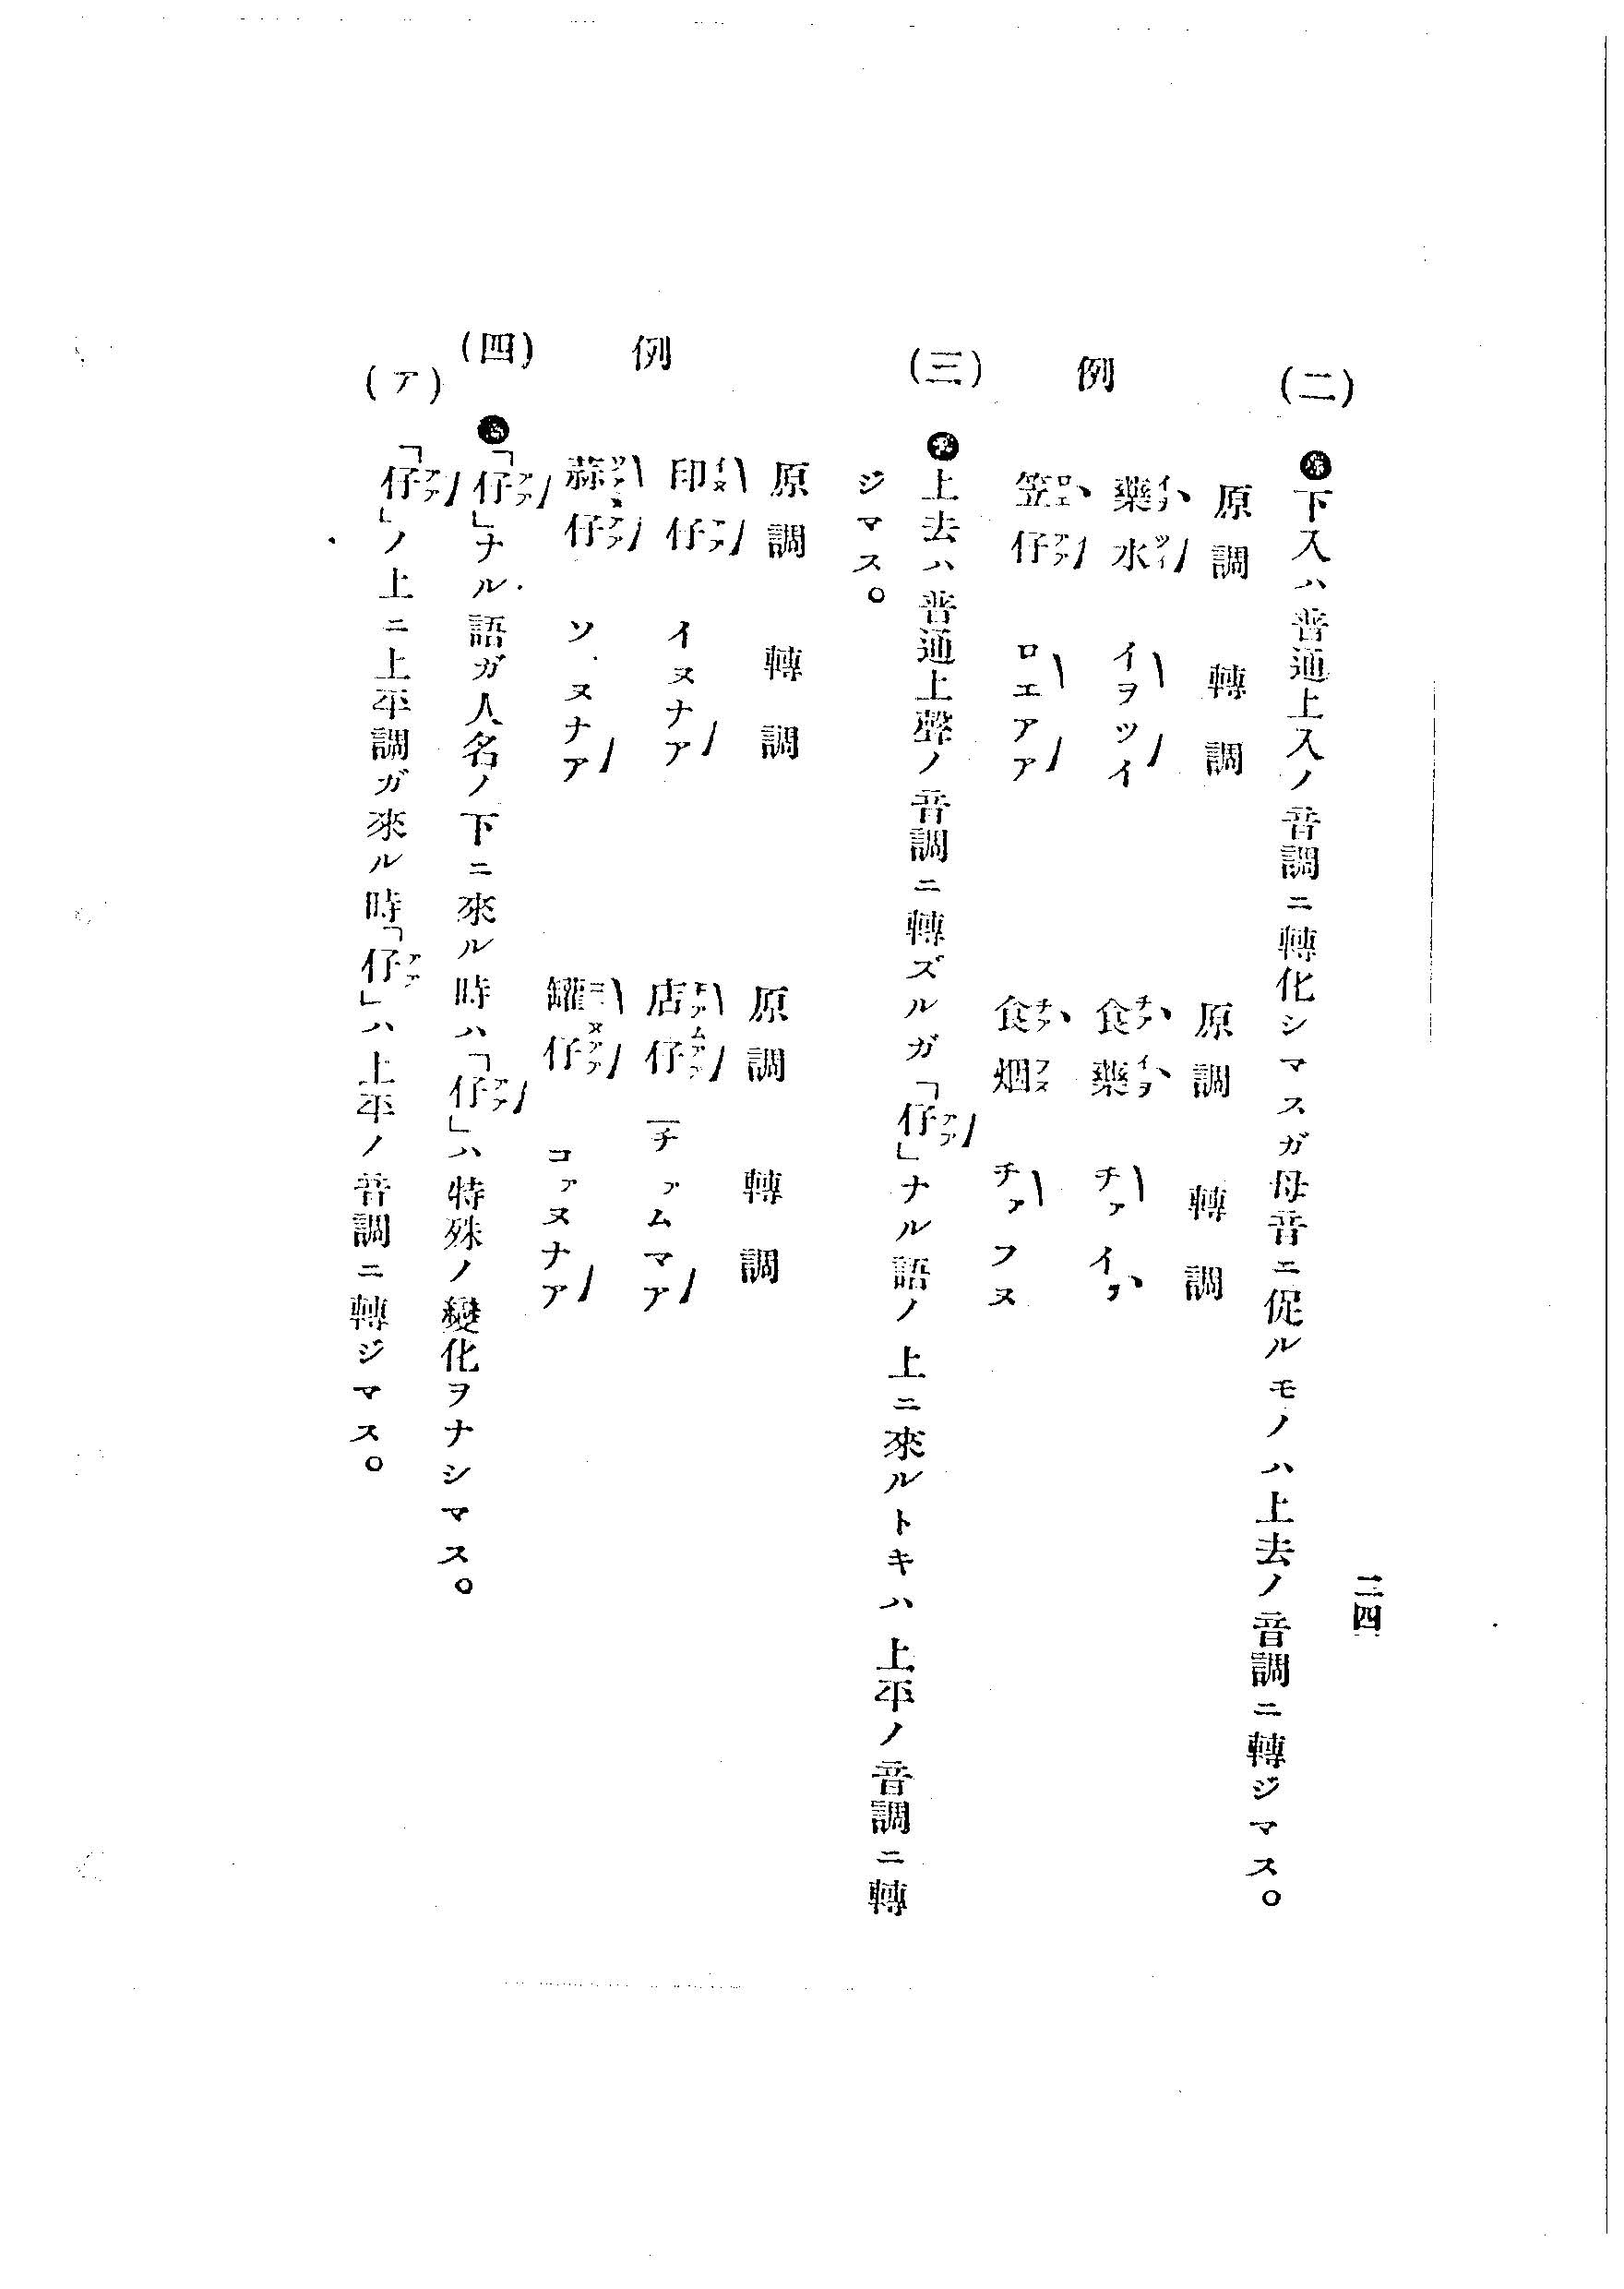 二四
(二) 下入ハ普通上入ノ音調ニ轉化シマスガ母音ニ促ルモノハ上去ノ音調ニ轉ジマス。
原調 轉調 原調 轉調
例 藥水 イヲツイ 食藥 チァイヲ
笠仔 ロエアア 食烟 チァフヌ
(三) 上去ハ普通上聲ノ音調ニ轉ズルガ「仔」ナル語ノ上ニ來ルトキハ上平ノ音調ニ轉
ジマス。
原調 轉調 原調 轉調
例 印仔 イヌナア 店仔 チァムマア
蒜仔 ソヌナア 罐仔 コァヌナア
(四) 「仔」ナル語ガ人名ノ下ニ來ル時ハ「仔」ハ特殊ノ變化ヲナシマス。
(ア) 「仔」ノ上ニ上平調ガ來ル時「仔」ハ上平ノ音調ニ轉ジマス。